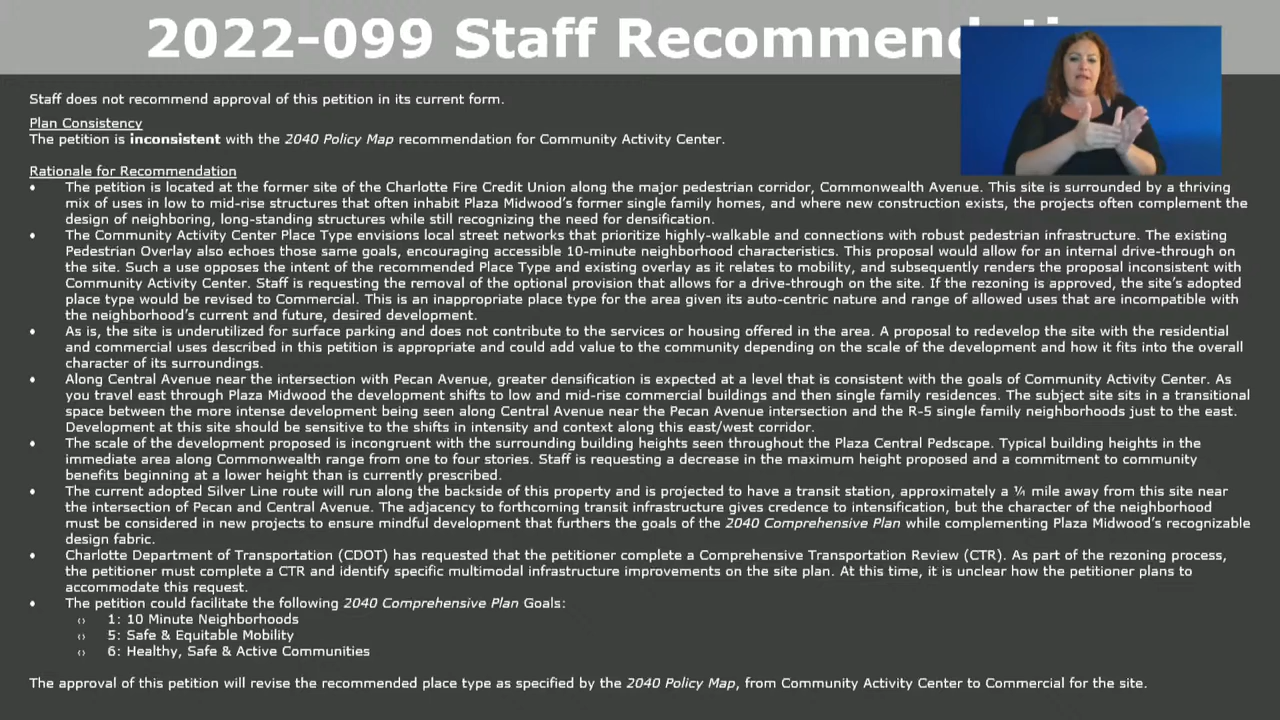 2022-099 Staff Recommend
Staff does not recommend approval of this petition in its current form.
Plan Consistency
The petition is inconsistent with the 2040 Policy Map recommendation for Community Activity Center.
Rationale for Recommendation
• The petition is located at the former site of the Charlotte Fire Credit Union along the major pedestrian corridor, Commonwealth Avenue. This site is surrounded by a thriving
mix of uses in low to mid-rise structures that often inhabit Plaza Midwood's former single family homes, and where new construction exists, the projects often complement the
design of neighboring, long-standing structures while still recognizing the need for densification.
• The Community Activity Center Place Type envisions local street networks that prioritize highly-walkable and connections with robust pedestrian infrastructure. The existing
Pedestrian Overlay also echoes those same goals, encouraging accessible 10-minute neighborhood characteristics. This proposal would allow for an internal drive-through on
the site. Such a use opposes the intent of the recommended Place Type and existing overlay as it relates to mobility, and subsequently renders the proposal inconsistent with
Community Activity Center. Staff is requesting the removal of the optional provision that allows for a drive-through on the site. If the rezoning is approved, the site's adopted
place type would be revised to Commercial. This is an inappropriate place type for the area given its auto-centric nature and range of allowed uses that are incompatible with
the neighborhood's current and future, desired development.
• As is, the site is underutilized for surface parking and does not contribute to the services or housing offered in the area. A proposal to redevelop the site with the residential
and commercial uses described in this petition is appropriate and could add value to the community depending on the scale of the development and how it fits into the overall
character of its surroundings.
• Along Central Avenue near the intersection with Pecan Avenue, greater densification is expected at a level that is consistent with the goals of Community Activity Center. As
you travel east through Plaza Midwood the development shifts to low and mid-rise commercial buildings and then single family residences. The subject site sits in a transitional
space between the more intense development being seen along Central Avenue near the Pecan Avenue intersection and the R-5 single family neighborhoods just to the east.
Development at this site should be sensitive to the shifts in intensity and context along this east/west corridor.
• The scale of the development proposed is incongruent with the surrounding building heights seen throughout the Plaza Central Pedscape. Typical building heights in the
immediate area along Commonwealth range from one to four stories. Staff is requesting a decrease in the maximum height proposed and a commitment to community
benefits beginning at a lower height than is currently prescribed.
• The current adopted Silver Line route will run along the backside of this property and is projected to have a transit station, approximately a ¼ mile away from this site near
the intersection of Pecan and Central Avenue. The adjacency to forthcoming transit infrastructure gives credence to intensification, but the character of the neighborhood
must be considered in new projects to ensure mindful development that furthers the goals of the 2040 Comprehensive Plan while complementing Plaza Midwood's recognizable
design fabric.
• Charlotte Department of Transportation (CDOT) has requested that the petitioner complete a Comprehensive Transportation Review (CTR). As part of the rezoning process,
the petitioner must complete a CTR and identify specific multimodal infrastructure improvements on the site plan. At this time, it is unclear how the petitioner plans to
accommodate this request.
• The petition could facilitate the following 2040 Comprehensive Plan Goals:
1: 10 Minute Neighborhoods
5: Safe & Equitable Mobility
6: Healthy, Safe & Active Communities
The approval of this petition will revise the recommended place type as specified by the 2040 Policy Map, from Community Activity Center to Commercial for the site.